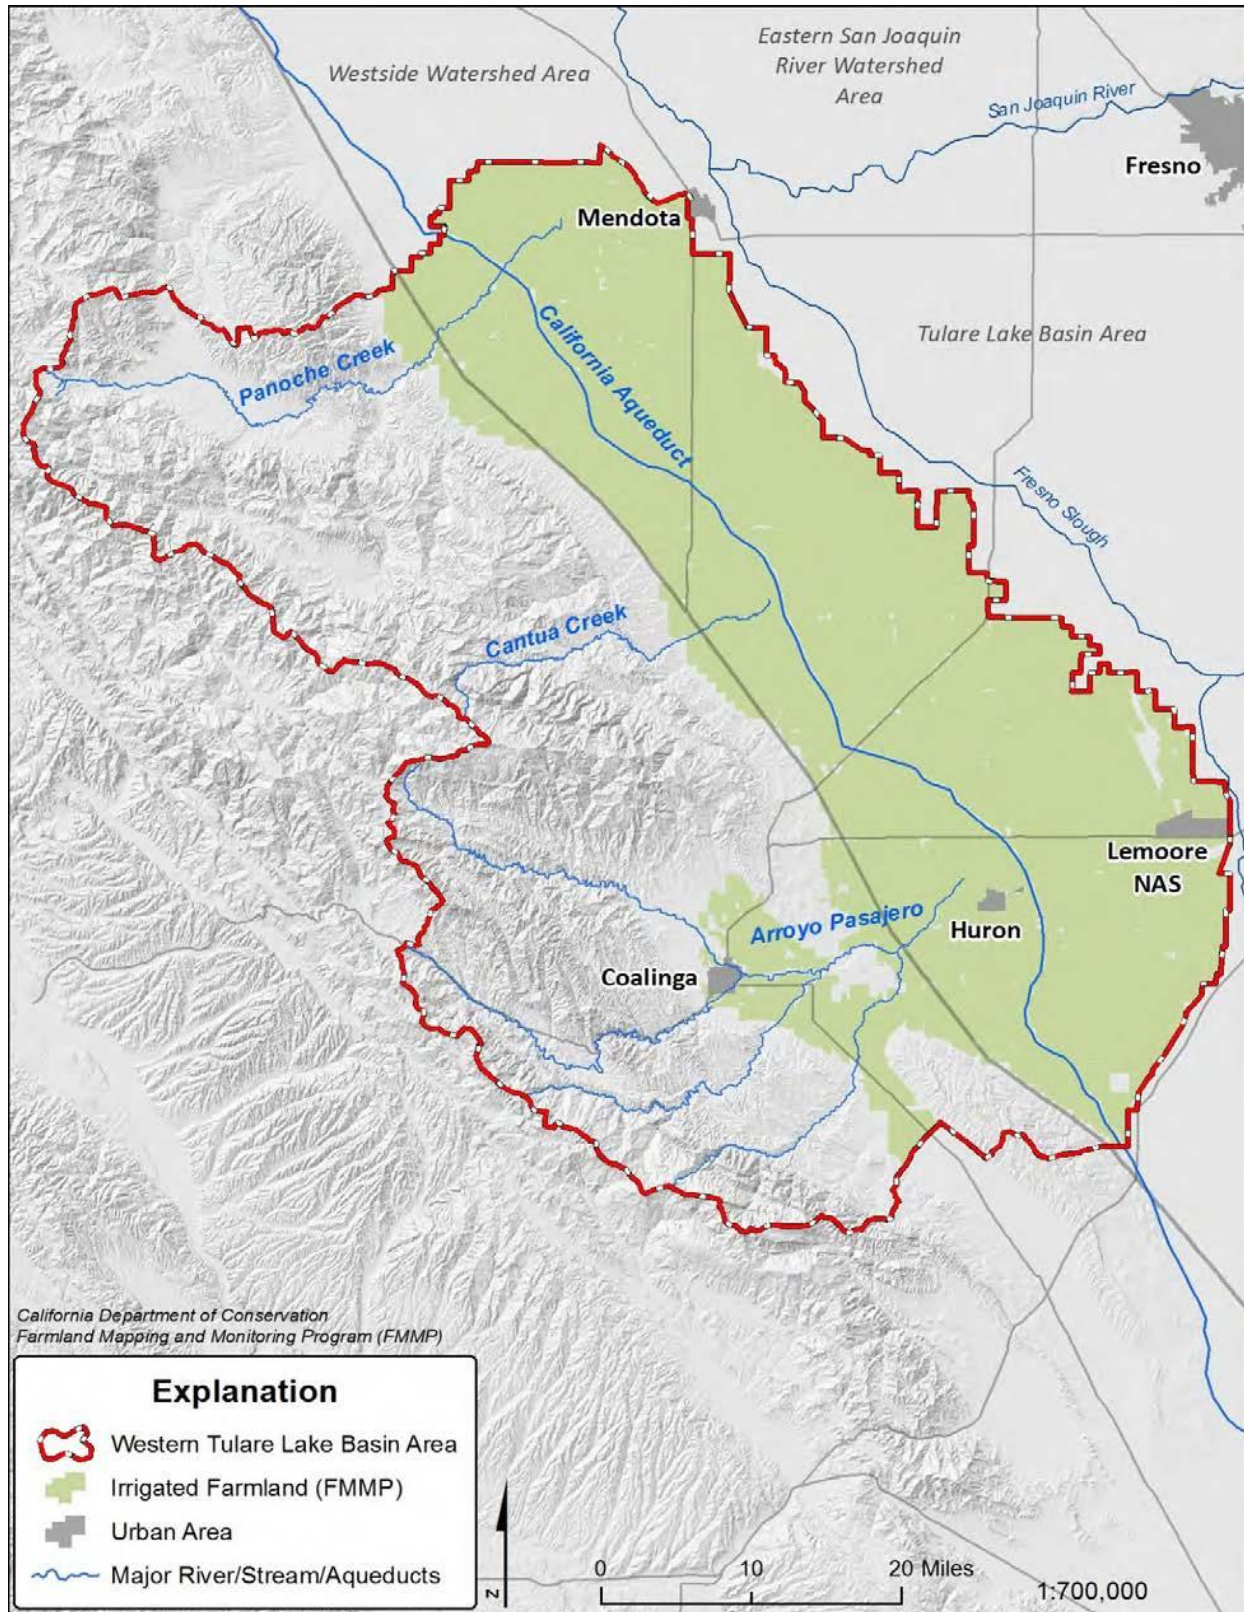 Westside Watershed Area
Eastern San Joaquin
River Watershed
Area
San Joaquin River
Fresno
Mendota
California Aqueduct
Panoche Creek
Tulare Lake Basin Area
Fresno Slough
Cantua Creek
Lemoore
NAS
Arroyo Pasajero
Huron
Coalinga
California Department of Conservation
Farmland Mapping and Monitoring Program (FMMP)
Explanation
Western Tulare Lake Basin Area
Irrigated Farmland (FMMP)
Urban Area
Major River/Stream/Aqueducts
N
0 10 20 Miles
1:700,000